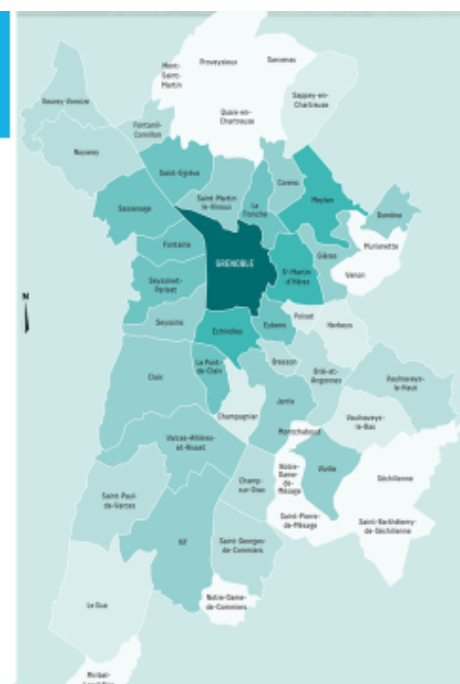 Mont-
Saint-
Martin
Proveysieux
Sarcenas
Sappey-en-
Chartreuse
Quaix-en-
Chartreuse
Veurey-Voroize
Noyarey
Fontanil-
Cornillon
Saint-Egrève
Saint-Martin
le-Vinoux
La
Tronche
Corenc
Meylan
Domène
Murianette
Sassenage
Fontaine
GRENOBLE
St-Martin
d'Hères
Gières
Venon
Seyssinet-
Pariset
Seyssins
Echirolles
Eybens
Poisat
Herbeys
N
Claix
Le Pont-
de-Claix
Bresson
Brié-et-
Angonnes
Vaulnaveys-
le-Haut
Champagnier
Jarrie
Vaulnaveys-
le-Bas
Montchaboud
Varces-Allières-
et-Risset
Champ-
sur-Drac
Notre-
Dame-
de-
Mésage
Vizille
Séchilienne
Saint-Paul-
de-Varces
Saint-Pierre-
de-Mésage
Saint-Barthélemy-
de-Séchilienne
Vif
Saint-Georges-
de-Commiers
Le Gua
Notre-Dame-
de-Commiers
Miribel-
Lanchâtre